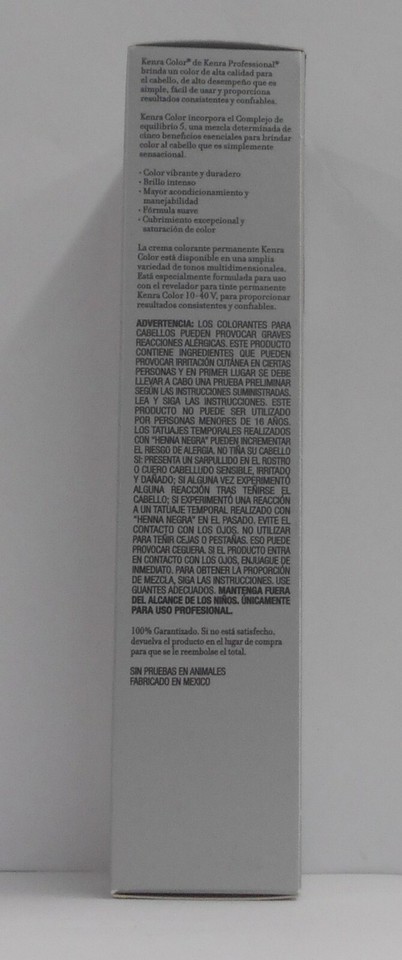 Kenra Color® de Kenra Professional®
brinda un color de alta calidad para
el cabello, de alto desempeño que es
simple, fácil de usar y proporciona
resultados consistentes y confiables.
Kenra Color incorpora el Complejo de
equilibrio 5, una mezcla determinada de
cinco beneficios esenciales para brindar
color al cabello que es simplemente
sensacional.
• Color vibrante y duradero
• Brillo intenso
• Mayor acondicionamiento y
manejabilidad
• Fórmula suave
• Cubrimiento excepcional y
saturación de color
La crema colorante permanente Kenra
Color está disponible en una amplia
variedad de tonos multidimensionales.
Está especialmente formulada para uso
con el revelador para tinte permanente
Kenra Color 10-40 V, para proporcionar
resultados consistentes y confiables.
ADVERTENCIA: LOS COLORANTES PARA
CABELLOS PUEDEN PROVOCAR GRAVES
REACCIONES ALÉRGICAS. ESTE PRODUCTO
CONTIENE INGREDIENTES QUE PUEDEN
PROVOCAR IRRITACIÓN CUTÁNEA EN CIERTAS
PERSONAS Y EN PRIMER LUGAR SE DEBE
LLEVAR A CABO UNA PRUEBA PRELIMINAR
SEGÚN LAS INSTRUCCIONES SUMINISTRADAS.
LEA Y SIGA LAS INSTRUCCIONES. ESTE
PRODUCTO NO PUEDE SER UTILIZADO
POR PERSONAS MENORES DE 16 AÑOS.
LOS TATUAJES TEMPORALES REALIZADOS
CON "HENNA NEGRA" PUEDEN INCREMENTAR
EL RIESGO DE ALERGIA. NO TIÑA SU CABELLO
SI: PRESENTA UN SARPULLIDO EN EL ROSTRO
O CUERO CABELLUDO SENSIBLE, IRRITADO
Y DAÑADO; SI ALGUNA VEZ EXPERIMENTÓ
ALGUNA REACCIÓN TRAS TEÑIRSE EL
CABELLO; SI EXPERIMENTÓ UNA REACCIÓN
A UN TATUAJE TEMPORAL REALIZADO CON
"HENNA NEGRA" EN EL PASADO. EVITE EL
CONTACTO CON LOS OJOS. NO UTILIZAR
PARA TEÑIR CEJAS O PESTAÑAS. ESO PUEDE
PROVOCAR CEGUERA. SI EL PRODUCTO ENTRA
EN CONTACTO CON LOS OJOS, ENJUAGUE DE
INMEDIATO. PARA OBTENER LA PROPORCIÓN
DE MEZCLA, SIGA LAS INSTRUCCIONES. USE
GUANTES ADECUADOS. MANTENGA FUERA
DEL ALCANCE DE LOS NIÑOS. ÚNICAMENTE
PARA USO PROFESIONAL.
100% Garantizado. Si no está satisfecho,
devuelva el producto en el lugar de compra
para que se le reembolse el total.
SIN PRUEBAS EN ANIMALES
FABRICADO EN MEXICO